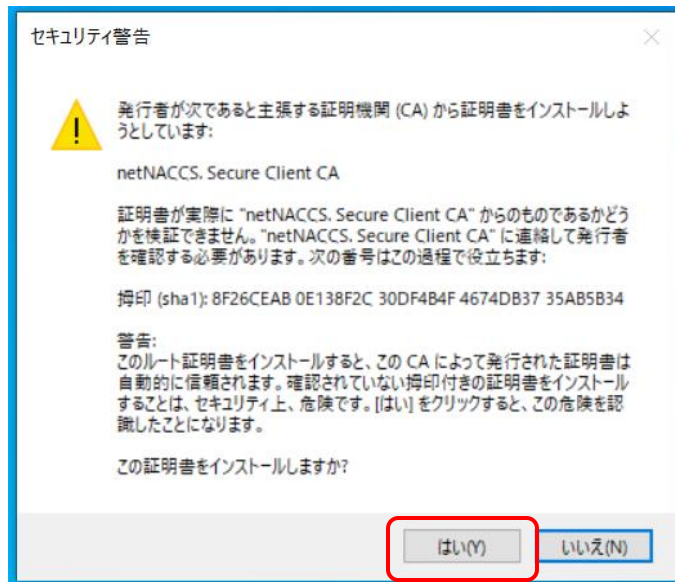 セキュリティ警告
発行者が次であると主張する証明機関 (CA) から証明書をインストールしよ
うとしています:
netNACCS. Secure Client CA
証明書が実際に "netNACCS. Secure Client CA" からのものであるかどう
かを検証できません。"netNACCS. Secure Client CA" に連絡して発行者
を確認する必要があります。次の番号はこの過程で役立ちます:
拇印 (sha1): 8F26CEAB 0E138F2C 30DF4B4F 4674DB37 35AB5B34
警告:
このルート証明書をインストールすると、この CA によって発行された証明書は
自動的に信頼されます。確認されていない拇印付きの証明書をインストール
することは、セキュリティ上、危険です。[はい] をクリックすると、この危険を認
識したことになります。
この証明書をインストールしますか?
はい(Y)
いいえ(N)